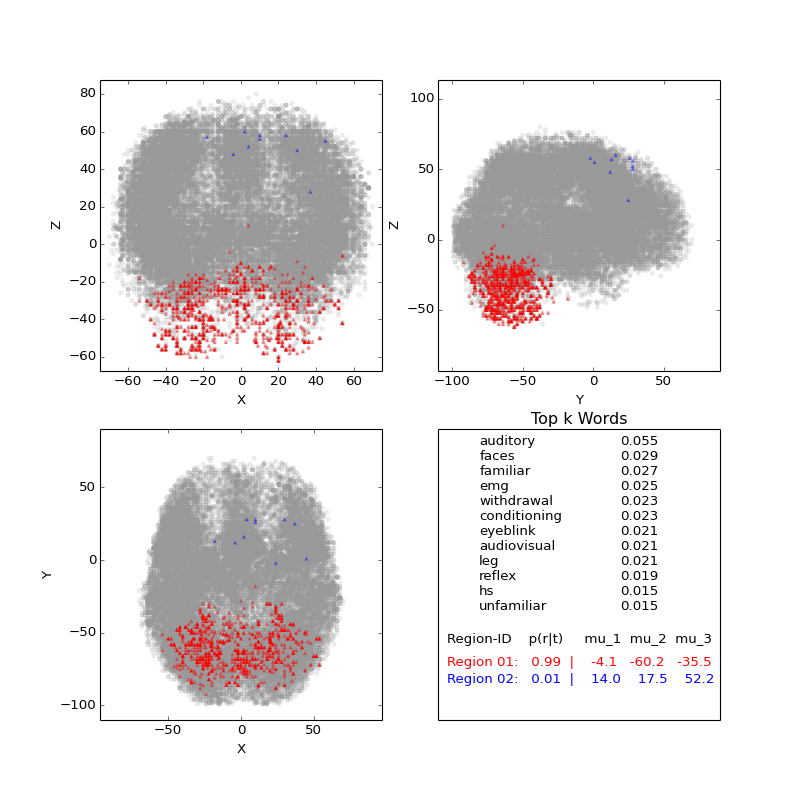 80
60
40
20
0
−20
−40
−60
Z
−60 −40 −20 0 20 40 60
X
100
50
0
−50
Z
−100 −50 0 50
Y
50
0
−50
−100
Y
−50 0 50
X
Top k Words
auditory 0.055
faces 0.029
familiar 0.027
emg 0.025
withdrawal 0.023
conditioning 0.023
eyeblink 0.021
audiovisual 0.021
leg 0.021
reflex 0.019
hs 0.015
unfamiliar 0.015
Region-ID p(r|t) mu_1 mu_2 mu_3
Region 01: 0.99 | -4.1 -60.2 -35.5
Region 02: 0.01 | 14.0 17.5 52.2